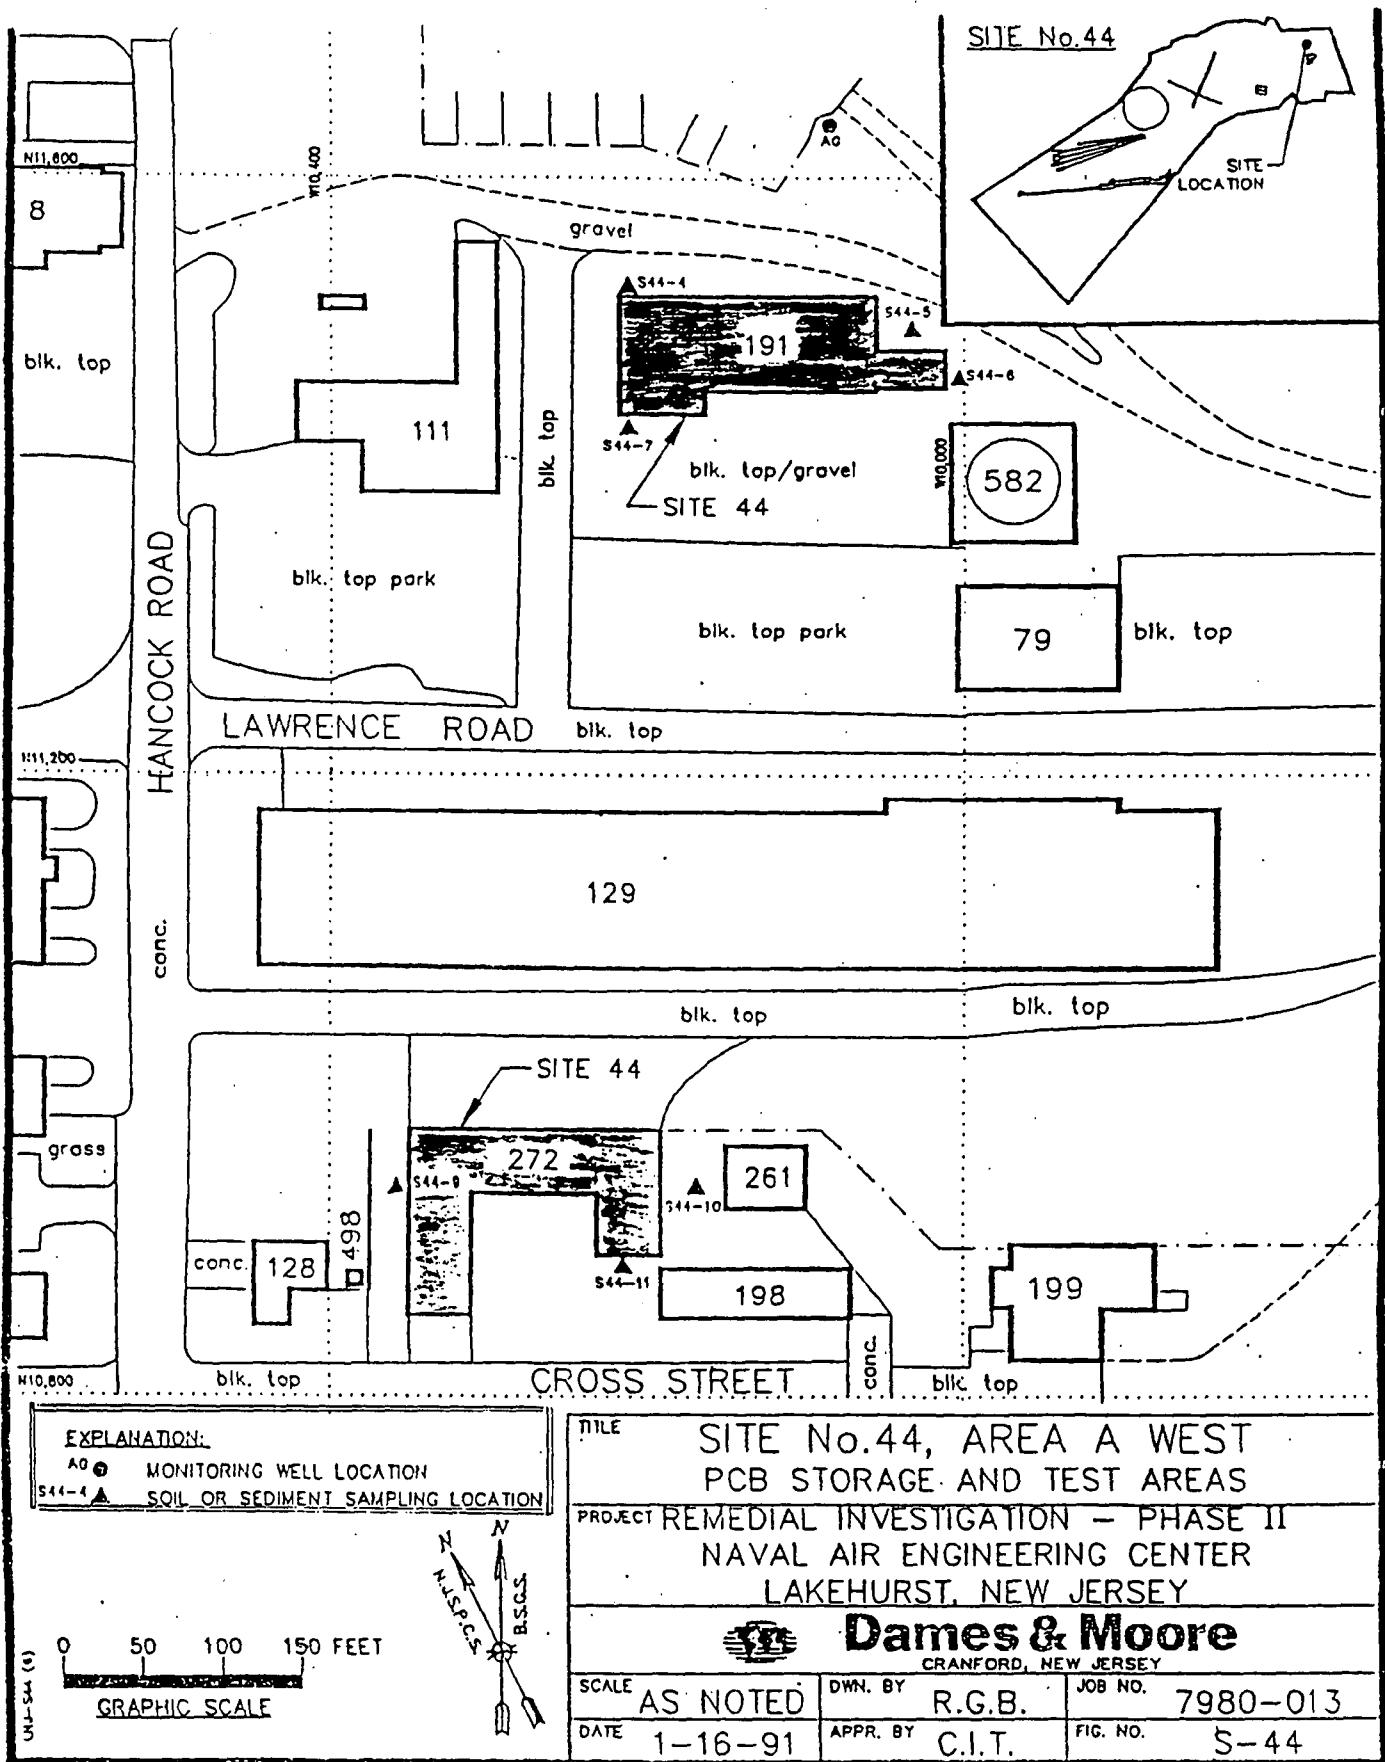 SITE No.44
SITE
LOCATION
AO
N11,600
W10,400
8
gravel
S44-4
S44-5
191
S44-6
blk. top
111
blk. top
S44-7
blk. top/gravel
W10,000
582
SITE 44
HANCOCK ROAD
blk. top park
blk. top park
79
blk. top
LAWRENCE ROAD
blk. top
N11,200
129
conc.
blk. top
blk. top
SITE 44
grass
272
S44-9
261
S44-10
498
conc.
128
S44-11
198
199
N10,800
blk. top
CROSS STREET
conc.
blk. top
EXPLANATION:
AO MONITORING WELL LOCATION
S44-4 SOIL OR SEDIMENT SAMPLING LOCATION
N
N
N.J.S.P.C.S.
B.S.G.S.
0 50 100 150 FEET
GRAPHIC SCALE
TITLE
SITE No.44, AREA A WEST
PCB STORAGE AND TEST AREAS
PROJECT REMEDIAL INVESTIGATION – PHASE II
NAVAL AIR ENGINEERING CENTER
LAKEHURST, NEW JERSEY
Dames & Moore
CRANFORD, NEW JERSEY
SCALE AS NOTED
DWN. BY R.G.B.
JOB NO. 7980-013
DATE 1-16-91
APPR. BY C.I.T.
FIG. NO. S-44